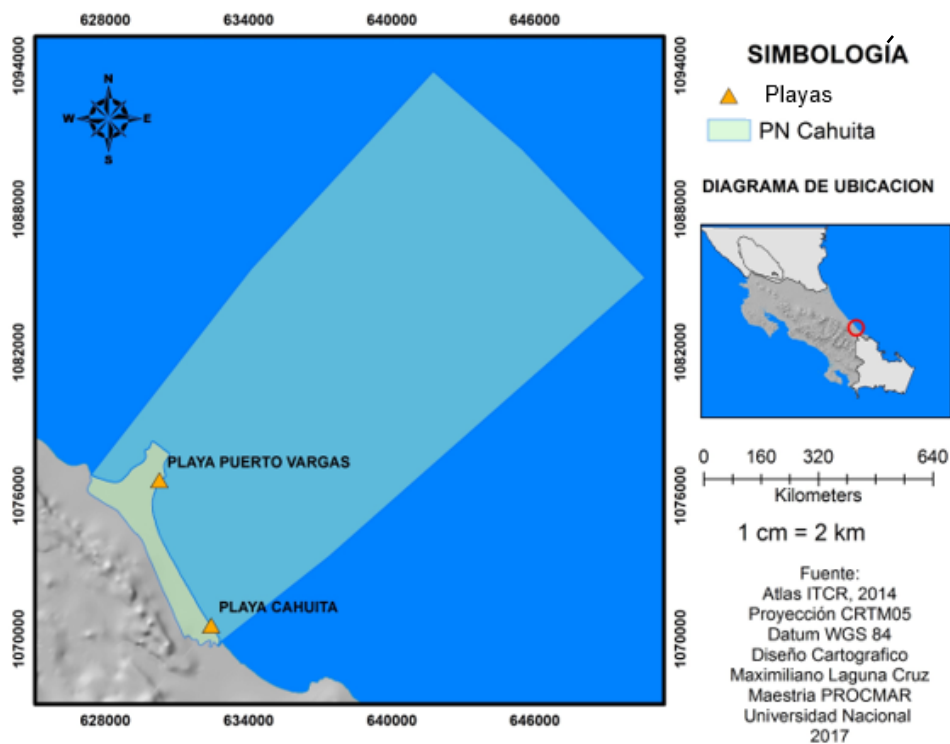 628000 634000 640000 646000
1094000
1088000
1082000
1076000
1070000
N
W E
S
PLAYA PUERTO VARGAS
PLAYA CAHUITA
1094000
1088000
1082000
1076000
1070000
628000 634000 640000 646000
SIMBOLOGÍA
Playas
PN Cahuita
DIAGRAMA DE UBICACION
0 160 320 640
Kilometers
1 cm = 2 km
Fuente:
Atlas ITCR, 2014
Proyección CRTM05
Datum WGS 84
Diseño Cartografico
Maximiliano Laguna Cruz
Maestria PROCMAR
Universidad Nacional
2017